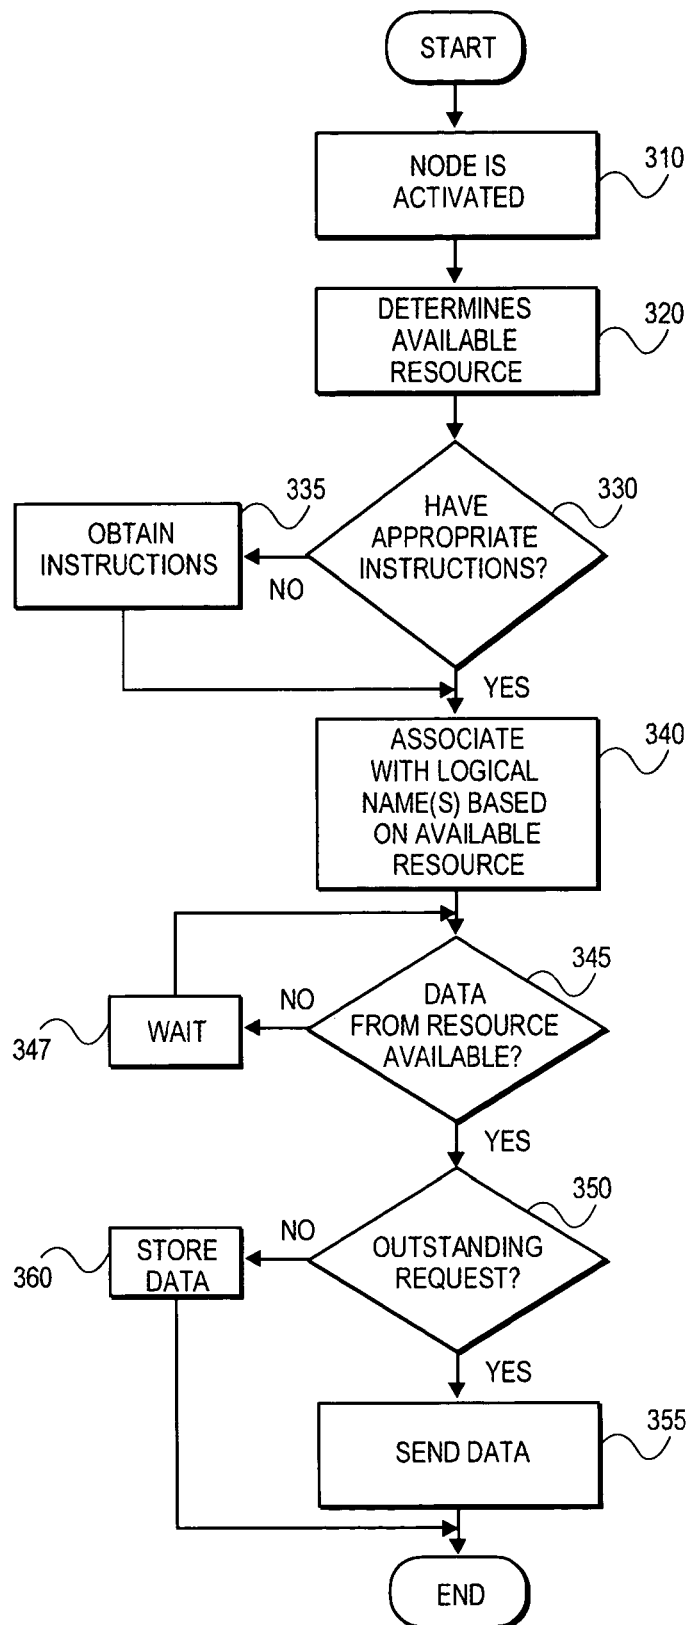 START
NODE IS
ACTIVATED
310
DETERMINES
AVAILABLE
RESOURCE
320
HAVE
APPROPRIATE
INSTRUCTIONS?
330
335
OBTAIN
INSTRUCTIONS
NO
YES
ASSOCIATE
WITH LOGICAL
NAME(S) BASED
ON AVAILABLE
RESOURCE
340
DATA
FROM RESOURCE
AVAILABLE?
345
NO
WAIT
347
YES
OUTSTANDING
REQUEST?
350
NO
STORE
DATA
360
YES
SEND DATA
355
END